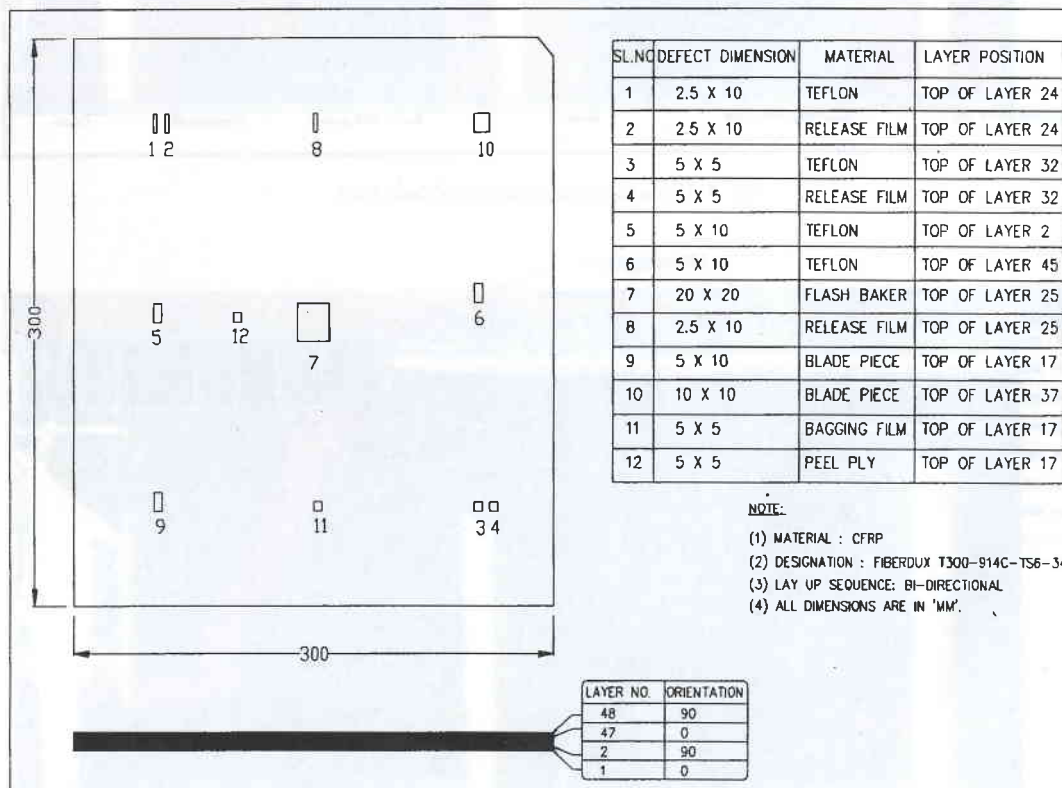 1 2
8
10
300
5
12
7
6
9
11
3 4
300
SL.NO DEFECT DIMENSION MATERIAL LAYER POSITION
1 2.5 X 10 TEFLON TOP OF LAYER 24
2 2.5 X 10 RELEASE FILM TOP OF LAYER 24
3 5 X 5 TEFLON TOP OF LAYER 32
4 5 X 5 RELEASE FILM TOP OF LAYER 32
5 5 X 10 TEFLON TOP OF LAYER 2
6 5 X 10 TEFLON TOP OF LAYER 45
7 20 X 20 FLASH BAKER TOP OF LAYER 25
8 2.5 X 10 RELEASE FILM TOP OF LAYER 25
9 5 X 10 BLADE PIECE TOP OF LAYER 17
10 10 X 10 BLADE PIECE TOP OF LAYER 37
11 5 X 5 BAGGING FILM TOP OF LAYER 17
12 5 X 5 PEEL PLY TOP OF LAYER 17
NOTE:
(1) MATERIAL : CFRP
(2) DESIGNATION : FIBERDUX T300-914C-TS6-34
(3) LAY UP SEQUENCE: BI-DIRECTIONAL
(4) ALL DIMENSIONS ARE IN 'MM'.
LAYER NO. ORIENTATION
48 90
47 0
2 90
1 0